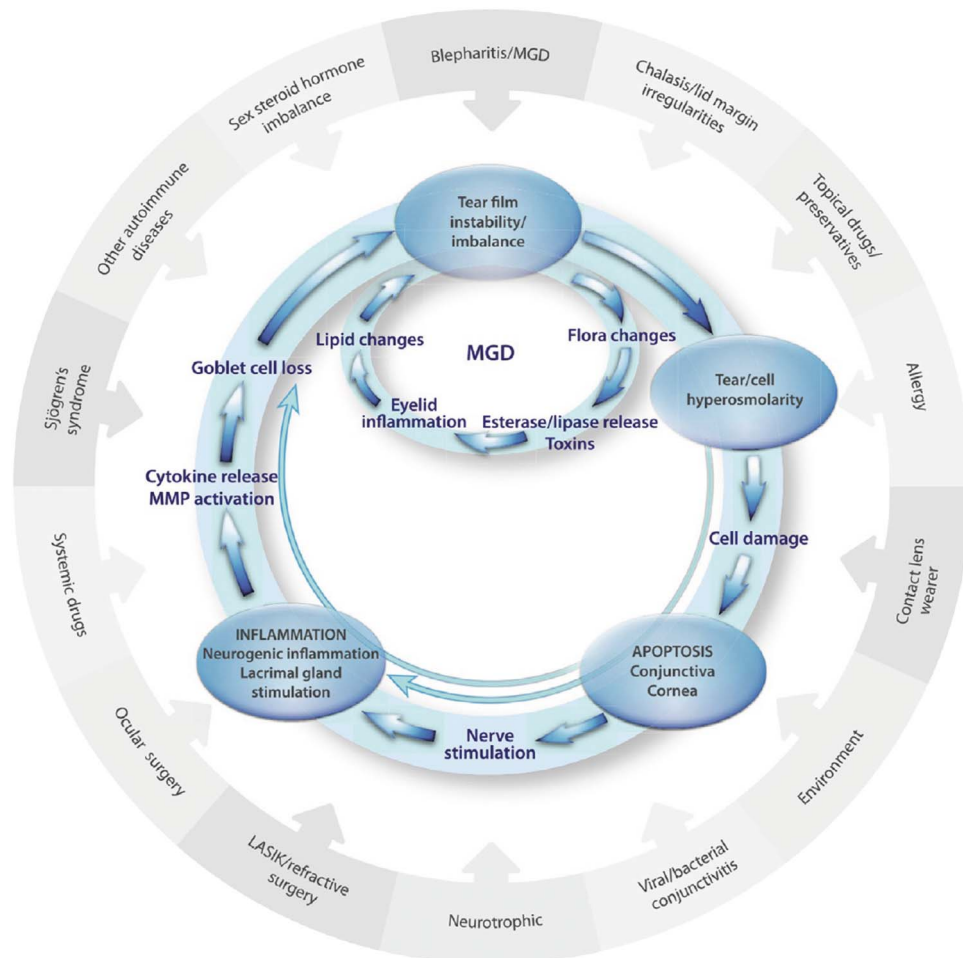 Blepharitis/MGD
Chalasis/lid margin
irregularities
Topical drugs/
preservatives
Allergy
Contact lens
wearer
Environment
Viral/bacterial
conjunctivitis
Neurotrophic
LASIK/refractive
surgery
Ocular surgery
Systemic drugs
Sjögren's
syndrome
Other autoimmune
diseases
Sex steroid hormone
imbalance
Tear film
instability/
imbalance
Tear/cell
hyperosmolarity
Cell damage
APOPTOSIS
Conjunctiva
Cornea
Nerve
stimulation
INFLAMMATION
Neurogenic inflammation
Lacrimal gland
stimulation
Cytokine release
MMP activation
Goblet cell loss
MGD
Flora changes
Esterase/lipase release
Toxins
Eyelid
inflammation
Lipid changes